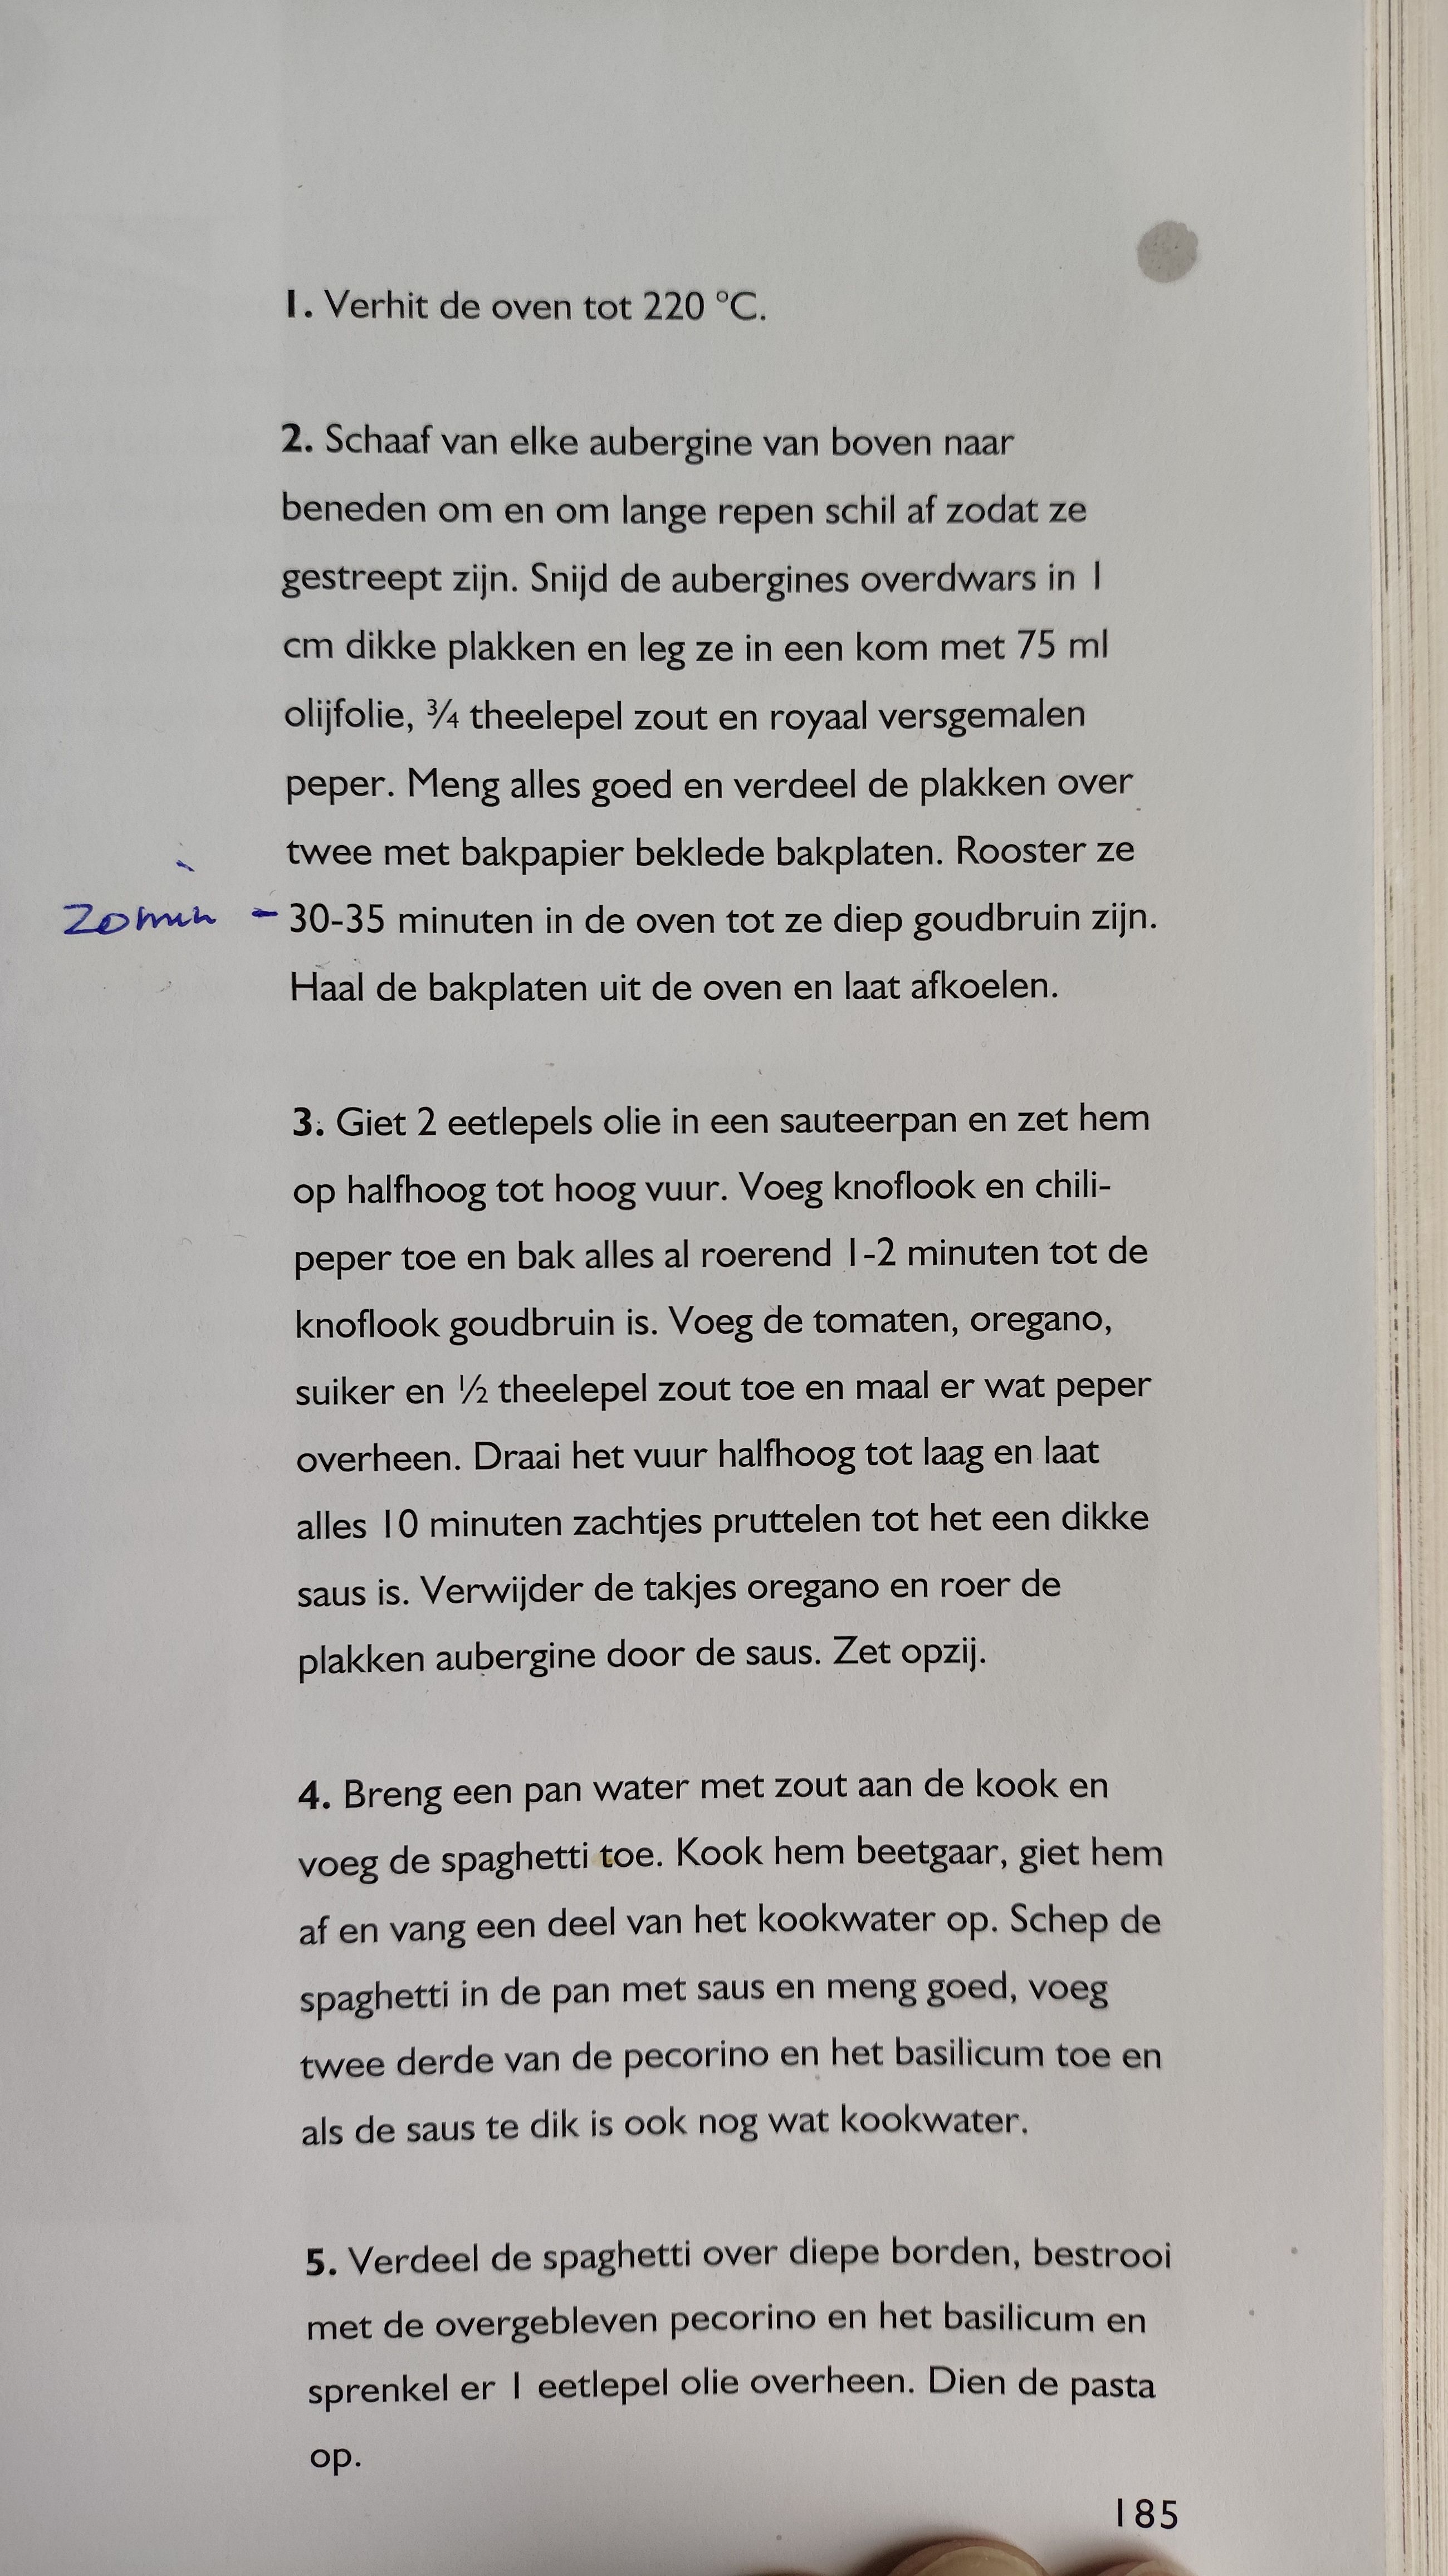 1. Verhit de oven tot 220 °C.
2. Schaaf van elke aubergine van boven naar
beneden om en om lange repen schil af zodat ze
gestreept zijn. Snijd de aubergines overdwars in 1
cm dikke plakken en leg ze in een kom met 75 ml
olijfolie, ¾ theelepel zout en royaal versgemalen
peper. Meng alles goed en verdeel de plakken over
twee met bakpapier beklede bakplaten. Rooster ze
20 min - 30-35 minuten in de oven tot ze diep goudbruin zijn.
Haal de bakplaten uit de oven en laat afkoelen.
3. Giet 2 eetlepels olie in een sauteerpan en zet hem
op halfhoog tot hoog vuur. Voeg knoflook en chili-
peper toe en bak alles al roerend 1-2 minuten tot de
knoflook goudbruin is. Voeg de tomaten, oregano,
suiker en ½ theelepel zout toe en maal er wat peper
overheen. Draai het vuur halfhoog tot laag en laat
alles 10 minuten zachtjes pruttelen tot het een dikke
saus is. Verwijder de takjes oregano en roer de
plakken aubergine door de saus. Zet opzij.
4. Breng een pan water met zout aan de kook en
voeg de spaghetti toe. Kook hem beetgaar, giet hem
af en vang een deel van het kookwater op. Schep de
spaghetti in de pan met saus en meng goed, voeg
twee derde van de pecorino en het basilicum toe en
als de saus te dik is ook nog wat kookwater.
5. Verdeel de spaghetti over diepe borden, bestrooi
met de overgebleven pecorino en het basilicum en
sprenkel er 1 eetlepel olie overheen. Dien de pasta
op.
185